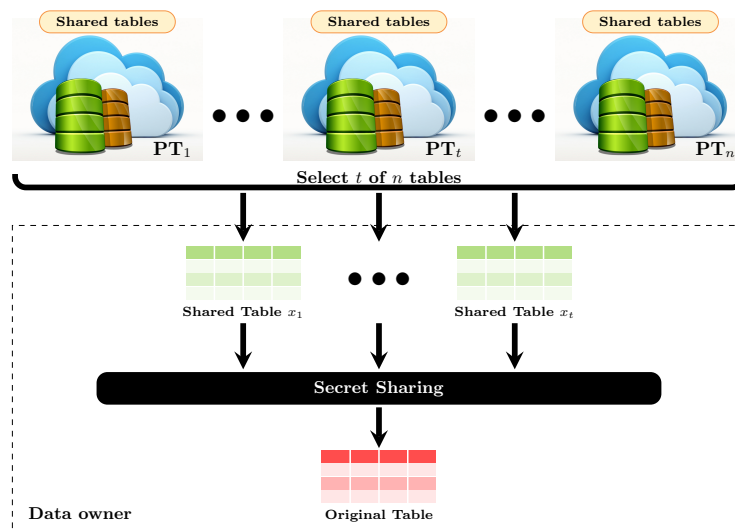 Shared tables
Shared tables
Shared tables
PT₁
PTₜ
PTₙ
Select t of n tables
Shared Table x₁
Shared Table xₜ
Secret Sharing
Original Table
Data owner